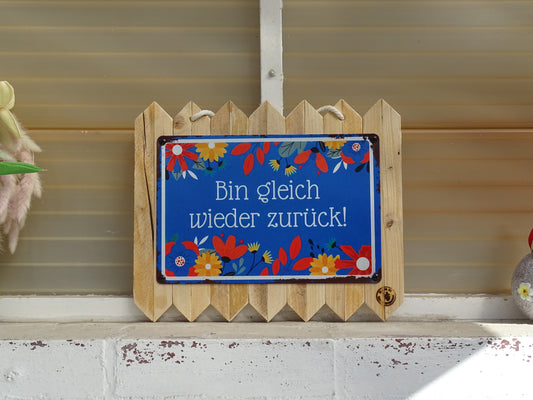 Bin gleich
wieder zurück!